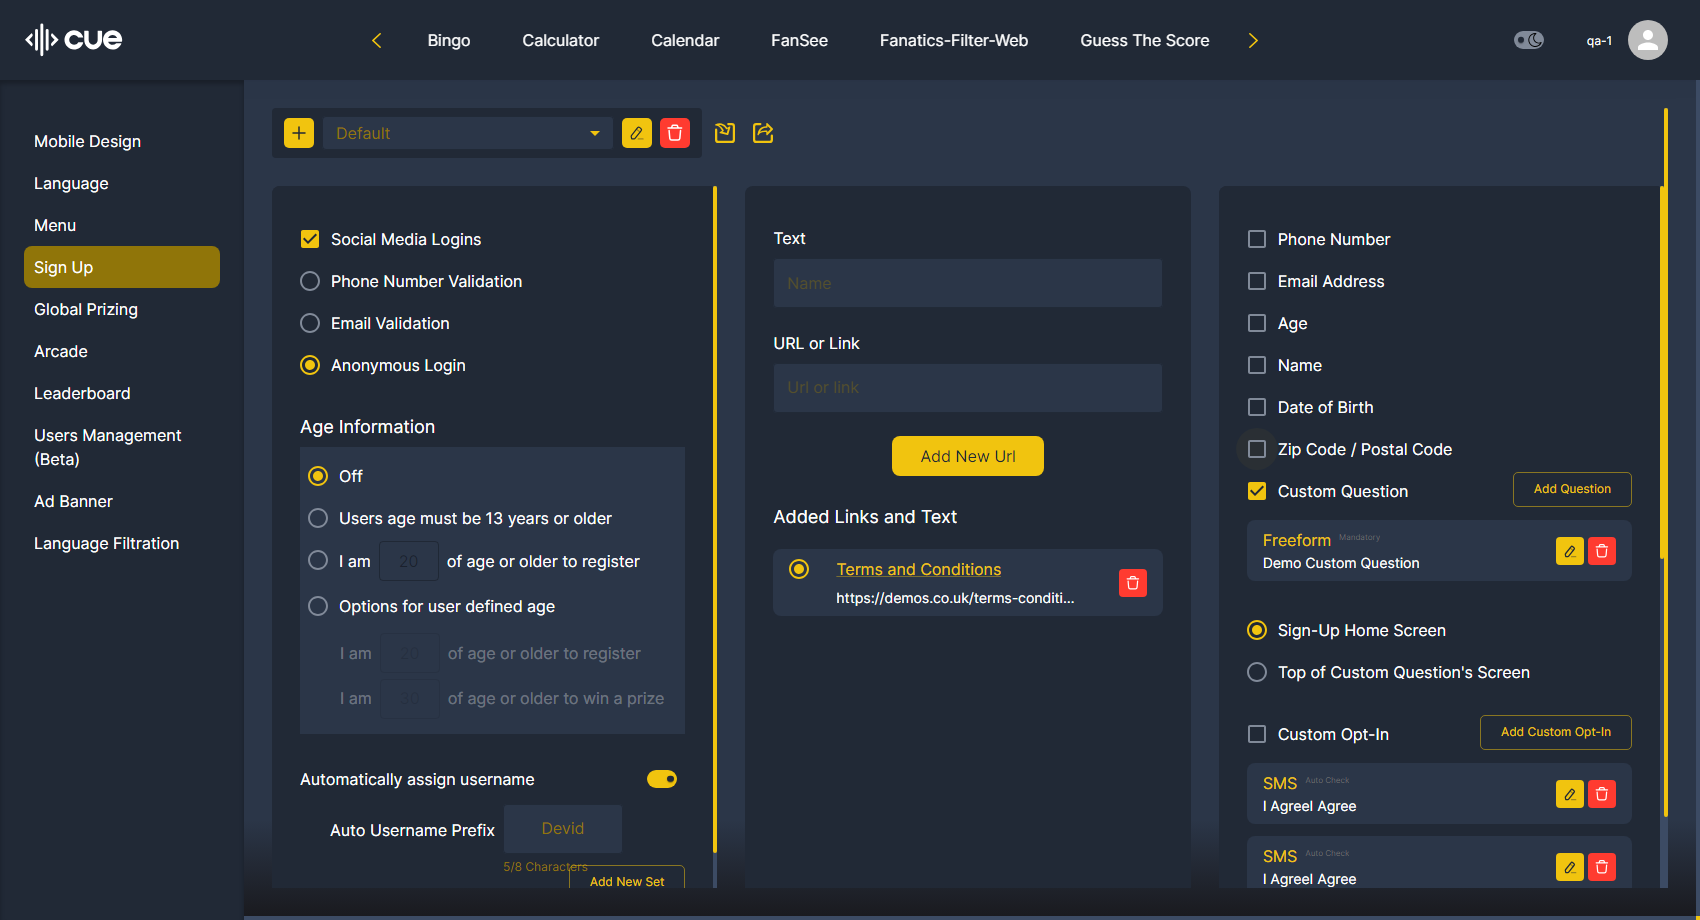 cue
Bingo
Calculator
Calendar
FanSee
Fanatics-Filter-Web
Guess The Score
qa-1
Mobile Design
Language
Menu
Sign Up
Global Prizing
Arcade
Leaderboard
Users Management
(Beta)
Ad Banner
Language Filtration
Default
Social Media Logins
Phone Number Validation
Email Validation
Anonymous Login
Age Information
Off
Users age must be 13 years or older
I am 20 of age or older to register
Options for user defined age
I am 20 of age or older to register
I am 30 of age or older to win a prize
Automatically assign username
Auto Username Prefix Devid
5/8 Characters
Add New Set
Text
Name
URL or Link
Url or link
Add New Url
Added Links and Text
Terms and Conditions
https://demos.co.uk/terms-conditi...
Phone Number
Email Address
Age
Name
Date of Birth
Zip Code / Postal Code
Custom Question Add Question
Freeform Mandatory
Demo Custom Question
Sign-Up Home Screen
Top of Custom Question's Screen
Custom Opt-In Add Custom Opt-In
SMS Auto Check
I AgreeI Agree
SMS Auto Check
I AgreeI Agree